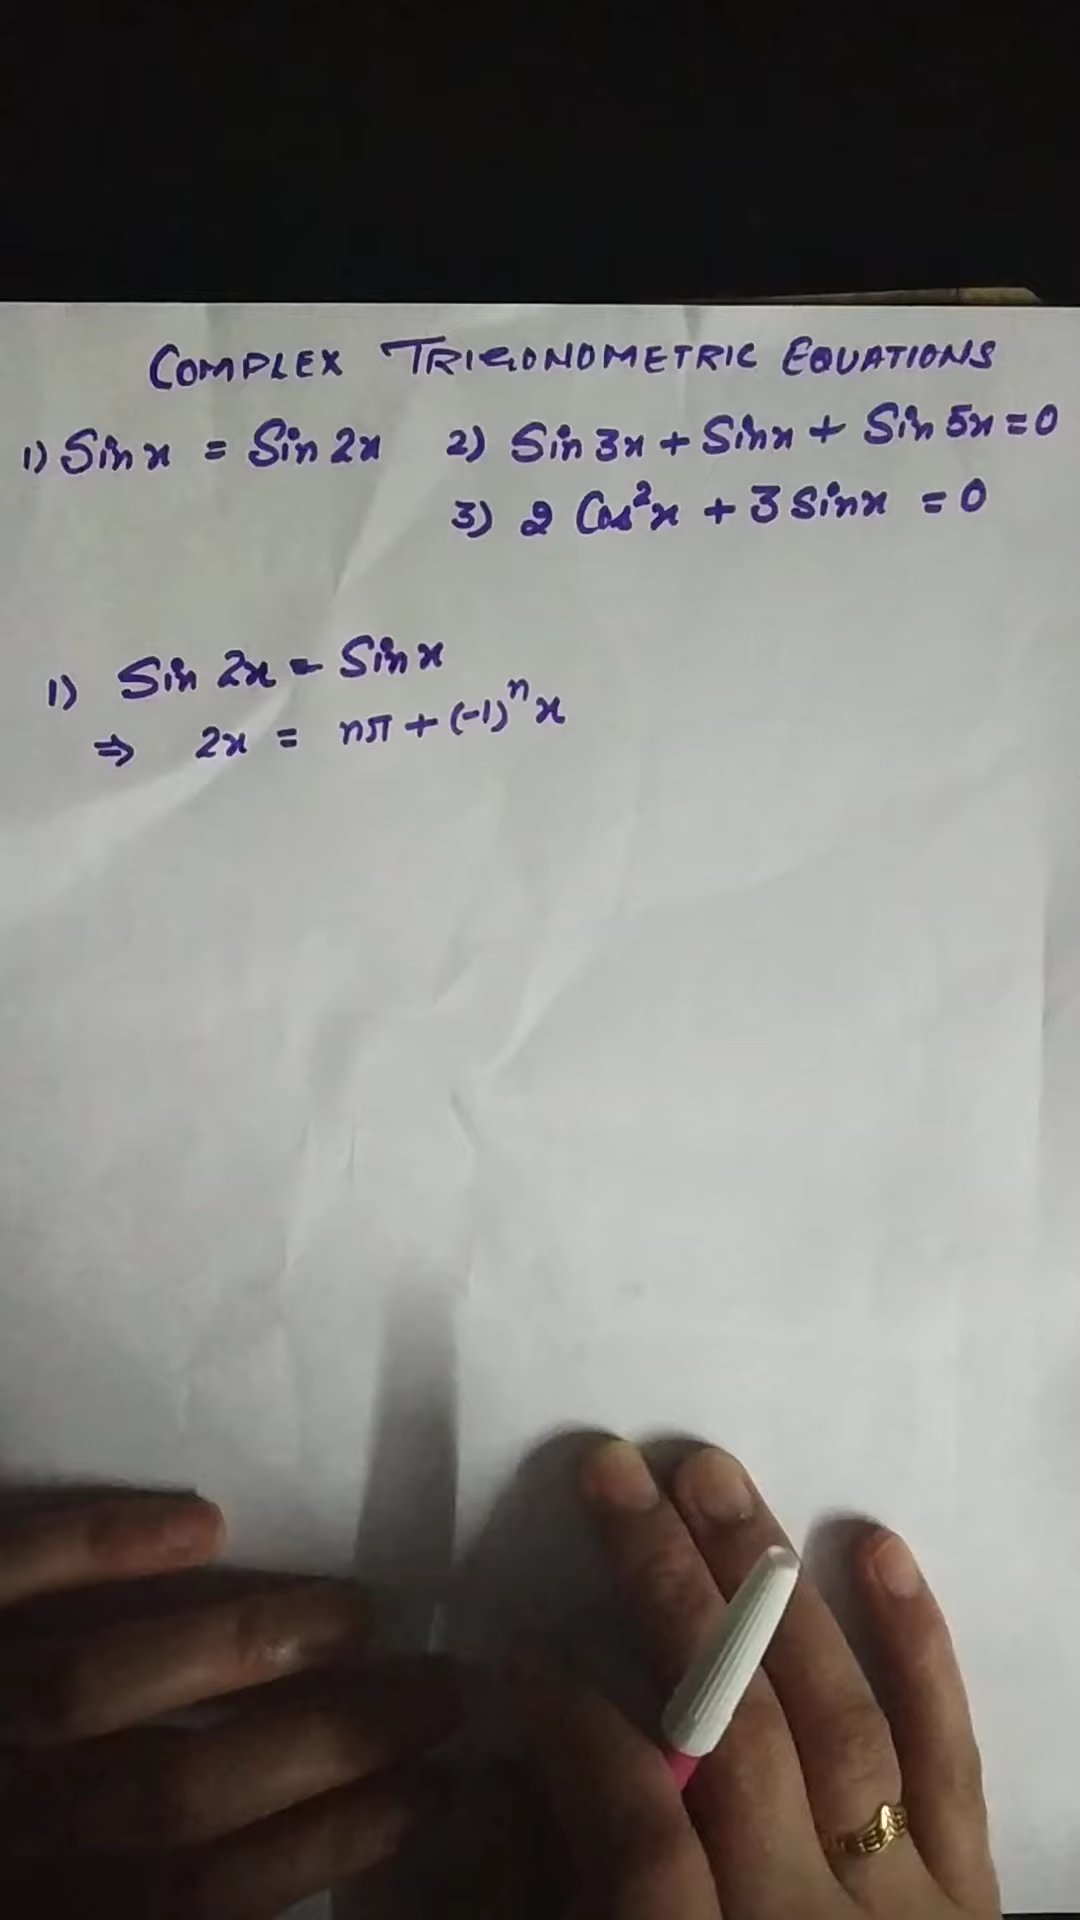 COMPLEX TRIGONOMETRIC EQUATIONS
1) Sin x = Sin 2x 2) Sin 3x + Sin x + Sin 5x = 0
3) 2 Cos²x + 3 Sin x = 0
1) Sin 2x = Sin x
⇒ 2x = nπ + (-1)ⁿ x